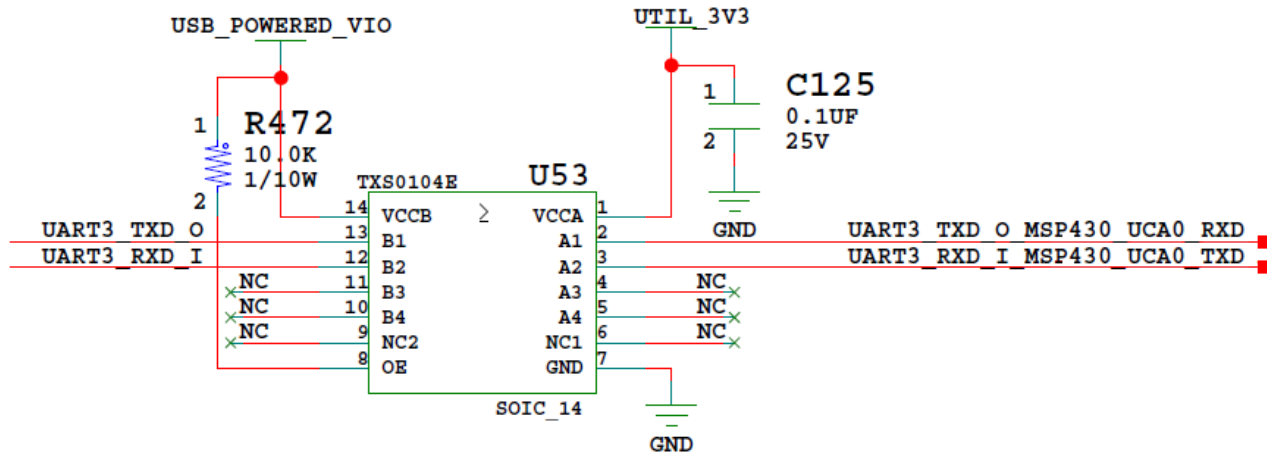 USB_POWERED_VIO
UTIL_3V3
1
R472
10.0K
1/10W
2
1
C125
0.1UF
25V
2
GND
TXS0104E
U53
14 VCCB ≥ VCCA 1
UART3_TXD_O 13 B1 A1 2 UART3_TXD_O_MSP430_UCA0_RXD
UART3_RXD_I 12 B2 A2 3 UART3_RXD_I_MSP430_UCA0_TXD
NC 11 B3 A3 4 NC
NC 10 B4 A4 5 NC
NC 9 NC2 NC1 6 NC
8 OE GND 7
SOIC_14
GND